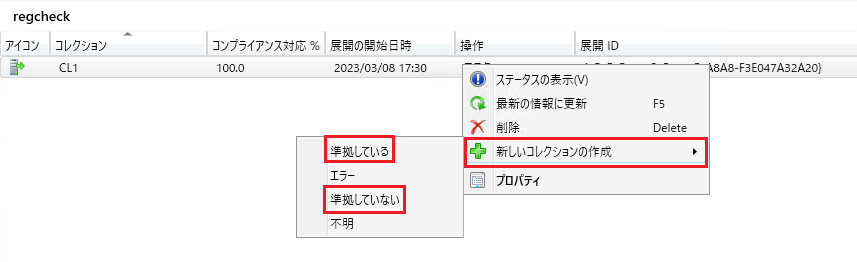 regcheck
アイコン コレクション コンプライアンス対応 % 展開の開始日時 操作 展開 ID
CL1 100.0 2023/03/08 17:30 A8A8-F3E047A32A20}
ステータスの表示(V)
最新の情報に更新 F5
削除 Delete
新しいコレクションの作成
プロパティ
準拠している
エラー
準拠していない
不明